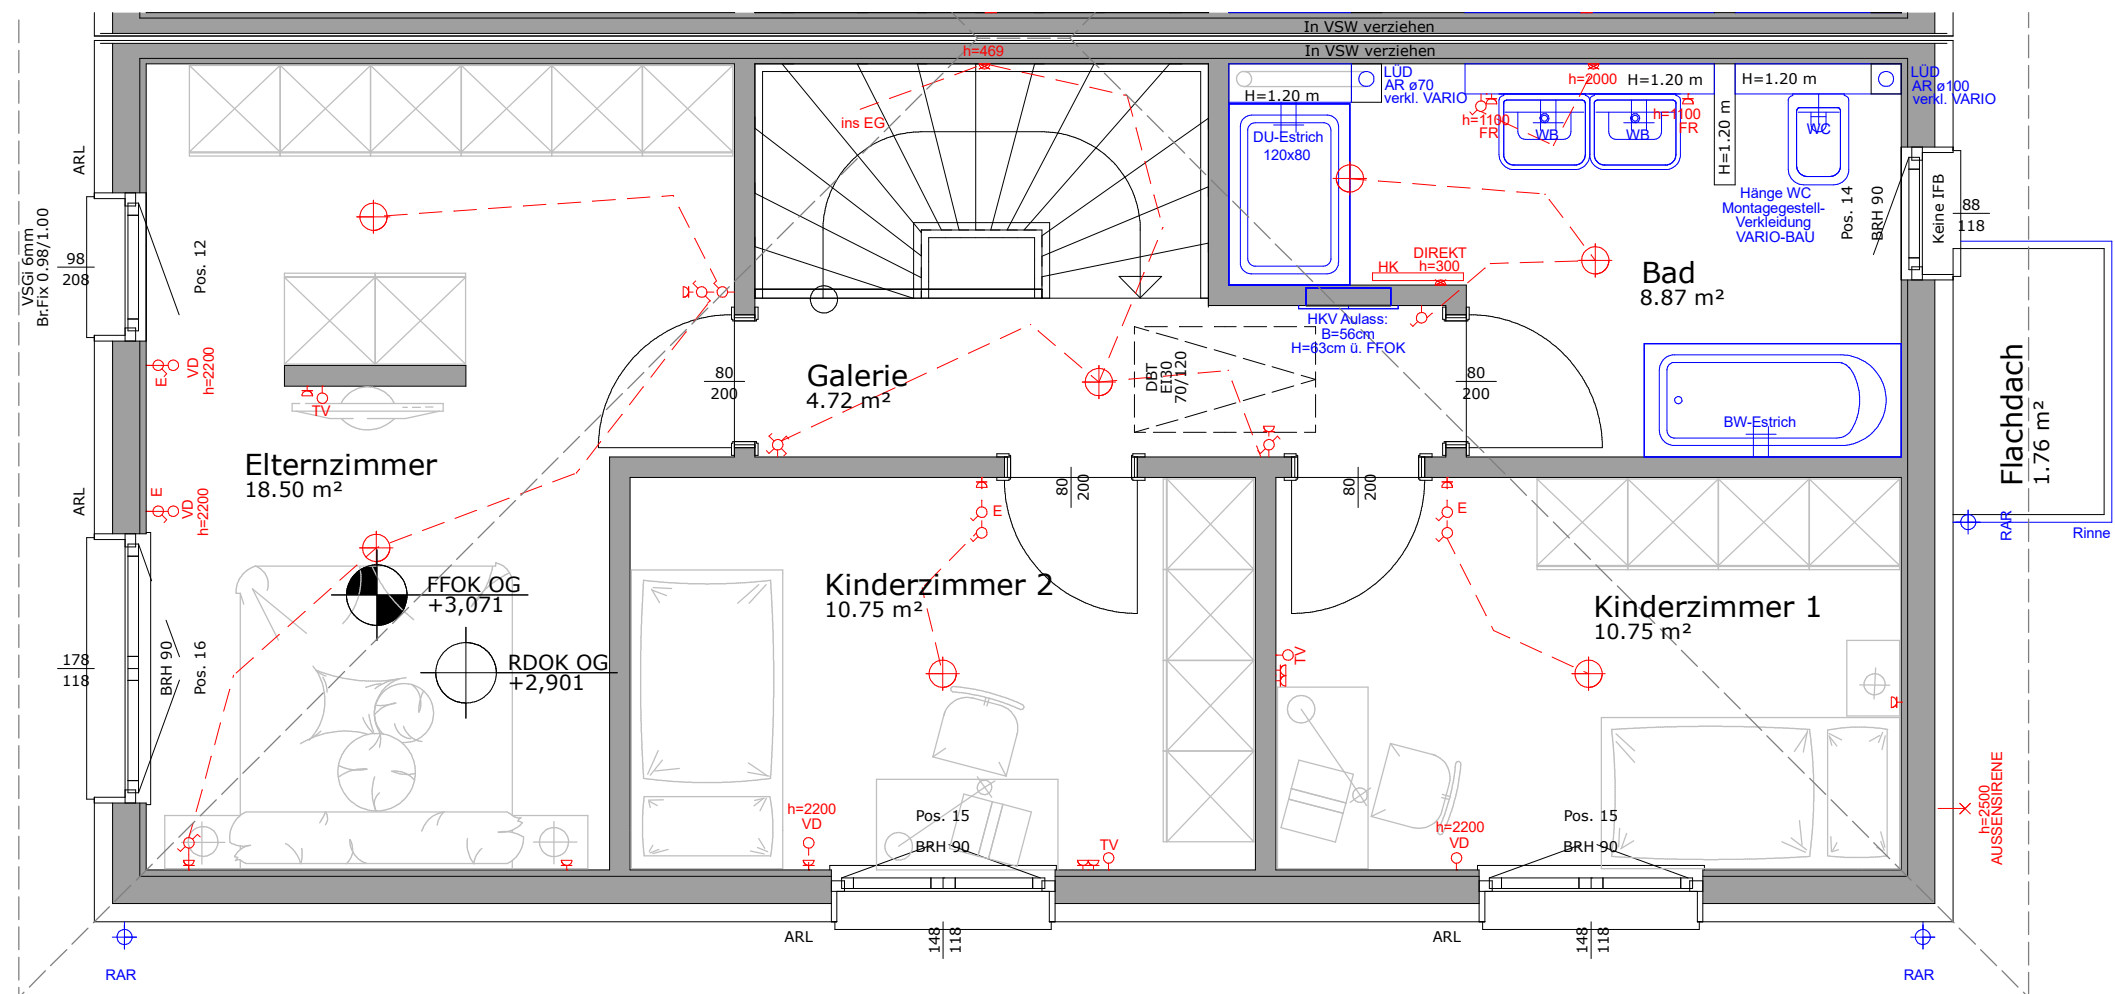 In VSW verziehen
In VSW verziehen
h=469
ins EG
LÜD
AR ø70
verkl. VARIO
H=1.20 m
h=2000
H=1.20 m
H=1.20 m
H=1.20 m
LÜD
AR ø100
verkl. VARIO
h=1100
FR
WB
WB
h=1100
FR
WC
DU-Estrich
120x80
Hänge WC
Montagegestell-
Verkleidung
VARIO-BAU
Pos. 14
BRH 90
Keine IFB
88
118
ARL
VSGi 6mm
Br.Fix 0.98/1.00
98
208
Pos. 12
DIREKT
HK
h=300
Bad
8.87 m²
HKV Aulass:
B=56cm
H=63cm ü. FFOK
E
VD
h=2200
TV
80
200
Galerie
4.72 m²
DBT
EI30
70/120
80
200
BW-Estrich
Flachdach
1.76 m²
Elternzimmer
18.50 m²
ARL
E
VD
h=2200
80
200
80
200
E
E
RAR
Rinne
FFOK OG
+3,071
RDOK OG
+2,901
Kinderzimmer 2
10.75 m²
Kinderzimmer 1
10.75 m²
178
118
BRH 90
Pos. 16
TV
h=2200
VD
Pos. 15
BRH 90
TV
h=2200
VD
Pos. 15
BRH 90
h=2500
AUSSENSIRENE
ARL
148
118
ARL
148
118
RAR
RAR